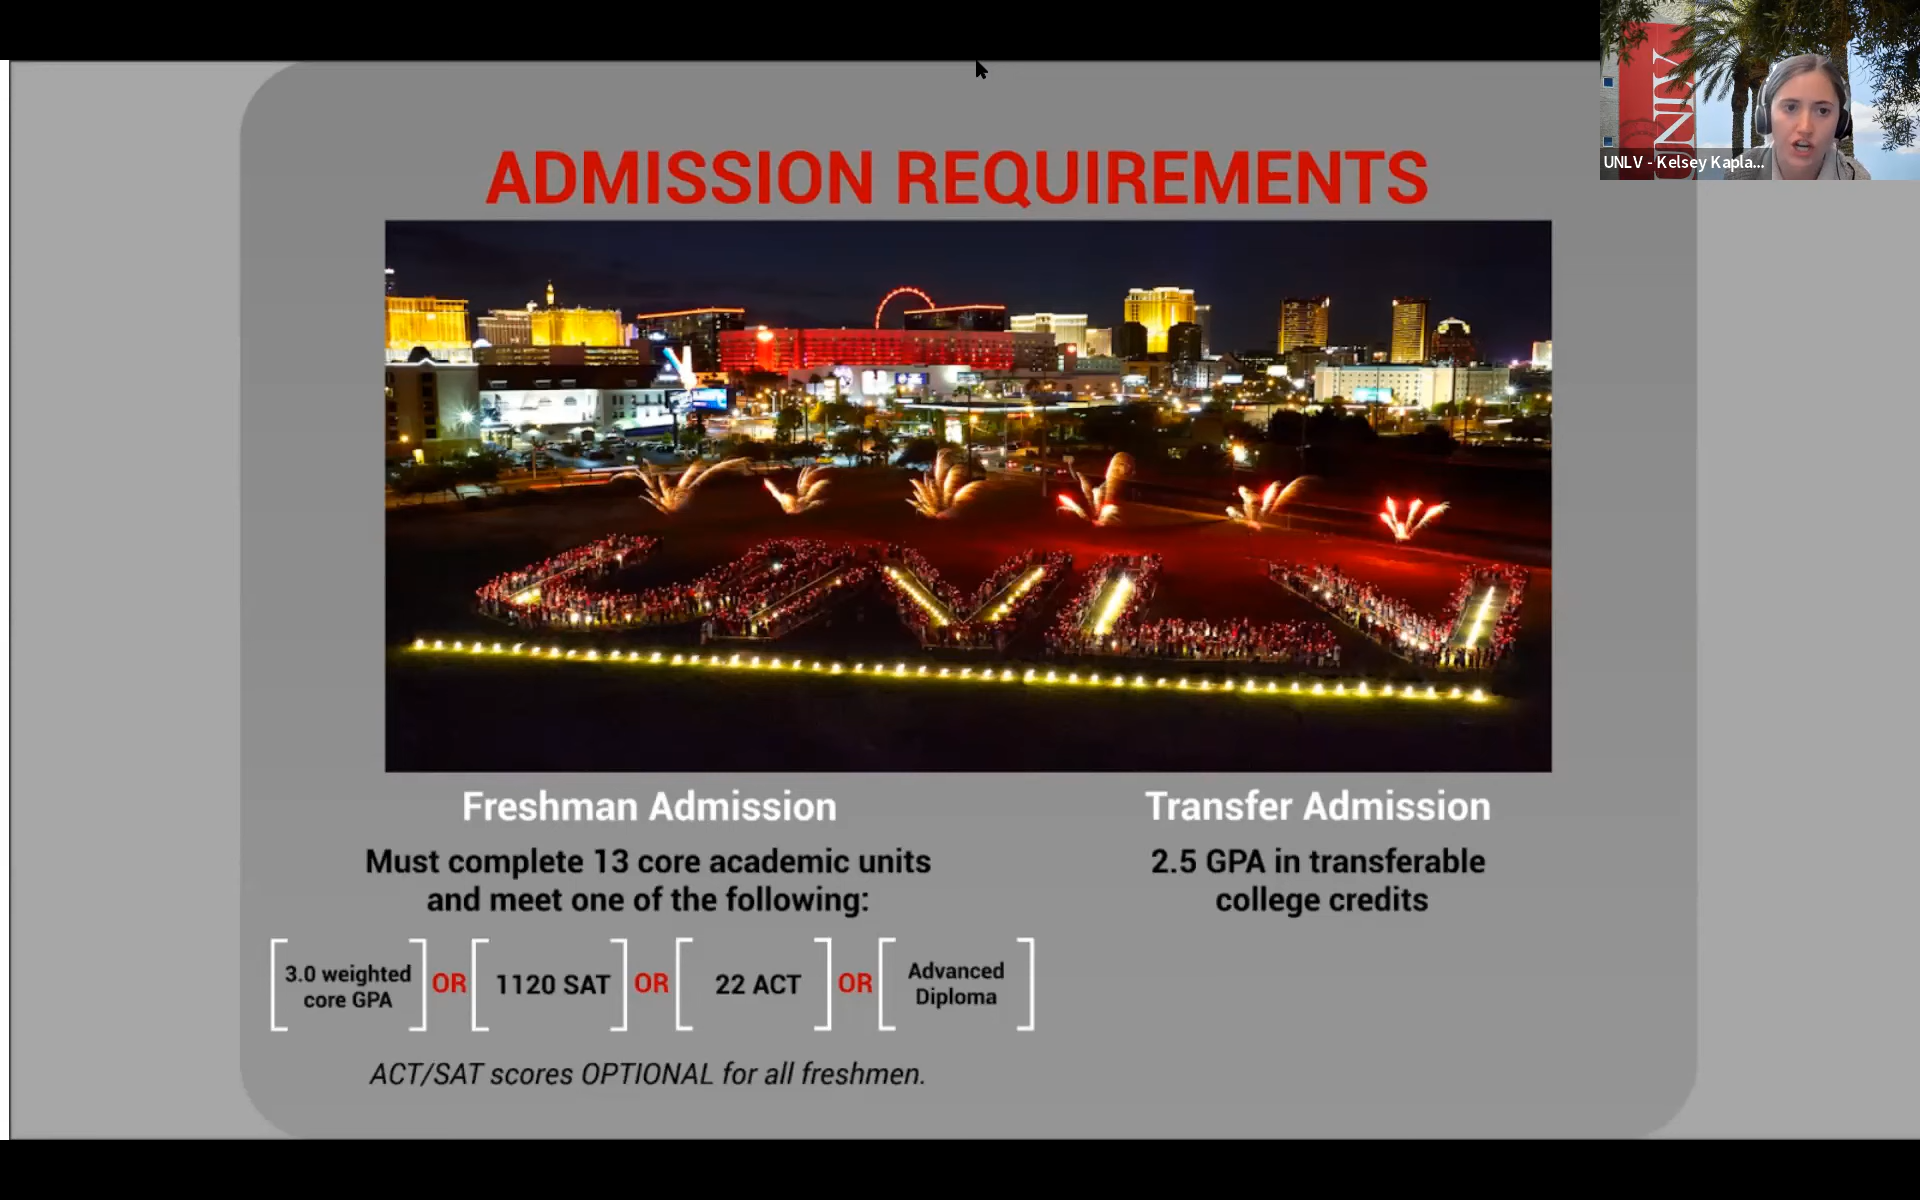 UNLV
UNLV - Kelsey Kapla...
ADMISSION REQUIREMENTS
UNLV
Freshman Admission
Must complete 13 core academic units
and meet one of the following:
3.0 weighted
core GPA
OR
1120 SAT
OR
22 ACT
OR
Advanced
Diploma
ACT/SAT scores OPTIONAL for all freshmen.
Transfer Admission
2.5 GPA in transferable
college credits